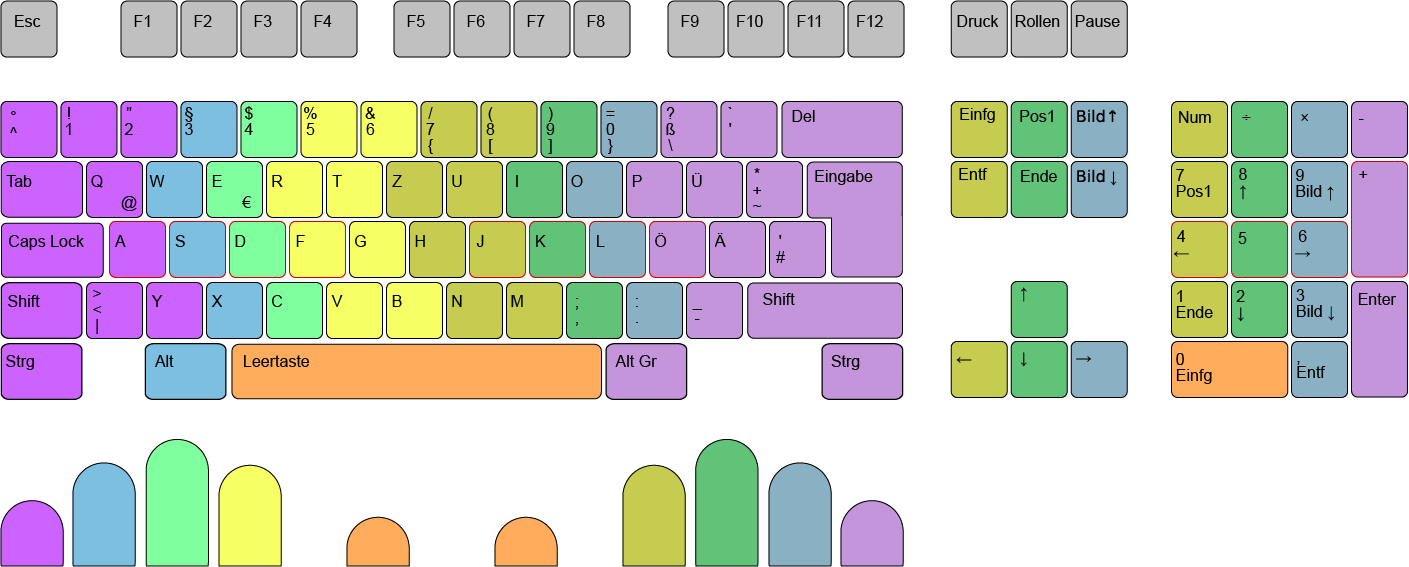 Esc F1 F2 F3 F4 F5 F6 F7 F8 F9 F10 F11 F12 Druck Rollen Pause
° ! " § $ % & / ( ) = ? `
^ 1 2 3 4 5 6 7 8 9 0 ß '
{ [ ] } \
Del
Einfg Pos1 Bild↑
Num ÷ × -
Tab Q W E R T Z U I O P Ü * Eingabe
+
@ € ~
Entf Ende Bild ↓
7 8 9 +
Pos1 ↑ Bild ↑
Caps Lock A S D F G H J K L Ö Ä '
#
4 5 6
← →
Shift > Y X C V B N M ; : _ Shift
< , . -
|
↑
1 2 3 Enter
Ende ↓ Bild ↓
Strg Alt Leertaste Alt Gr Strg
← ↓ →
0 ,
Einfg Entf